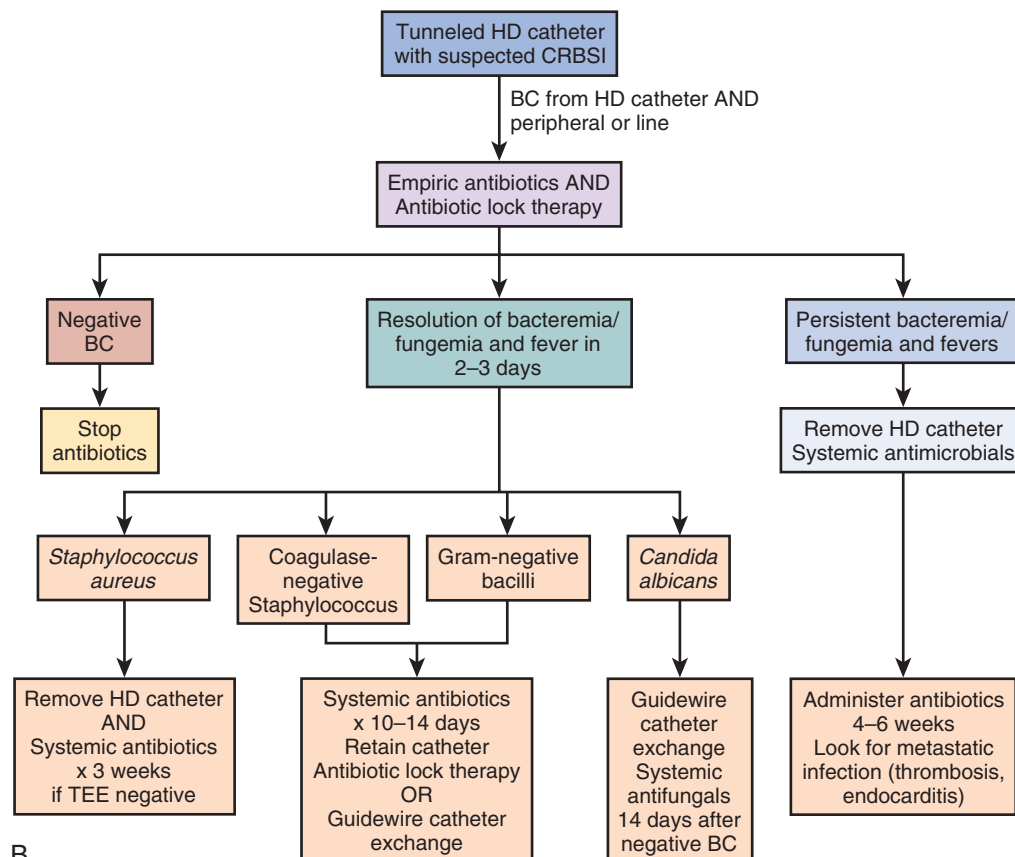 Tunneled HD catheter
with suspected CRBSI
BC from HD catheter AND
peripheral or line
Empiric antibiotics AND
Antibiotic lock therapy
Negative
BC
Resolution of bacteremia/
fungemia and fever in
2–3 days
Persistent bacteremia/
fungemia and fevers
Stop
antibiotics
Remove HD catheter
Systemic antimicrobials
Staphylococcus
aureus
Coagulase-
negative
Staphylococcus
Gram-negative
bacilli
Candida
albicans
Remove HD catheter
AND
Systemic antibiotics
x 3 weeks
if TEE negative
Systemic antibiotics
x 10–14 days
Retain catheter
Antibiotic lock therapy
OR
Guidewire catheter
exchange
Guidewire
catheter
exchange
Systemic
antifungals
14 days after
negative BC
Administer antibiotics
4–6 weeks
Look for metastatic
infection (thrombosis,
endocarditis)
B